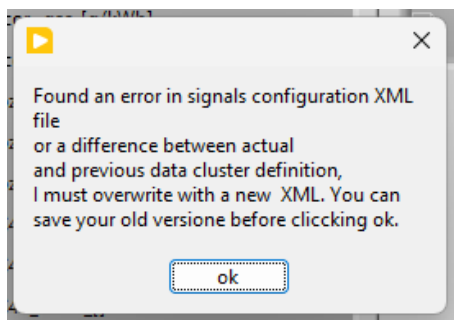 Found an error in signals configuration XML
file
or a difference between actual
and previous data cluster definition,
I must overwrite with a new  XML. You can
save your old versione before cliccking ok.
ok